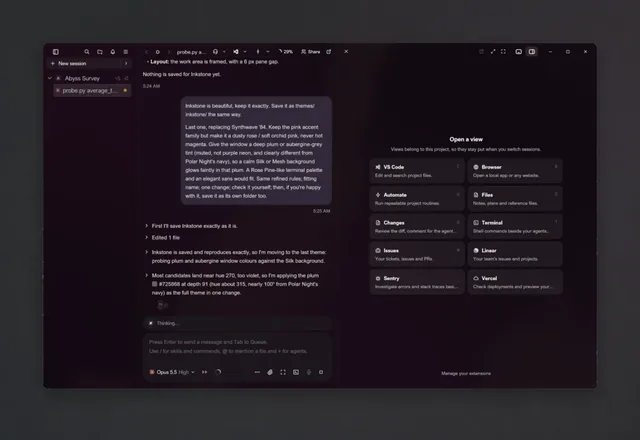 probe.py a...
29%
Share
New session
Abyss Survey
probe.py average_t...
- Layout: the work area is framed, with a 6 px pane gap.
Nothing is saved for Inkstone yet.
5:24 AM
Inkstone is beautiful, keep it exactly. Save it as themes/
inkstone/ the same way.
Last one, replacing Synthwave '84. Keep the pink accent
family but make it a dusty rose / soft orchid pink, never hot
magenta. Give the window a deep plum or aubergine-grey
tint (muted, not purple neon, and clearly different from
Polar Night's navy), so a calm Silk or Mesh background
glows faintly in that plum. A Rose Pine-like terminal palette
and an elegant sans would fit. Same refined rules; fitting
name; one change; check it yourself; then, if you're happy
with it, save it as its own folder too.
5:25 AM
First I'll save Inkstone exactly as it is.
Edited 1 file
Inkstone is saved and reproduces exactly, so I'm moving to the last theme:
probing plum and aubergine window colours against the Silk background.
Most candidates land near hue 270, too violet, so I'm applying the plum
#725868 at depth 91 (hue about 315, nearly 100° from Polar Night's
navy) as the full theme in one change.
Thinking...
Press Enter to send a message and Tab to Queue.
Use / for skills and commands, @ to mention a file and + for agents.
Opus 5.5 High
Open a view
Views belong to this project, so they stay put when you switch sessions.
VS Code
Edit and search project files.
Browser
Open a local app or any website.
Automate
Run repeatable project routines.
Files
Notes, plans and reference files.
Changes
Review the diff, comment for the agent...
Terminal
Shell commands beside your agents...
Issues
Your tickets, issues and PRs.
Linear
Your team's issues and projects.
Sentry
Investigate errors and stack traces bes...
Vercel
Check deployments and preview your...
Manage your extensions